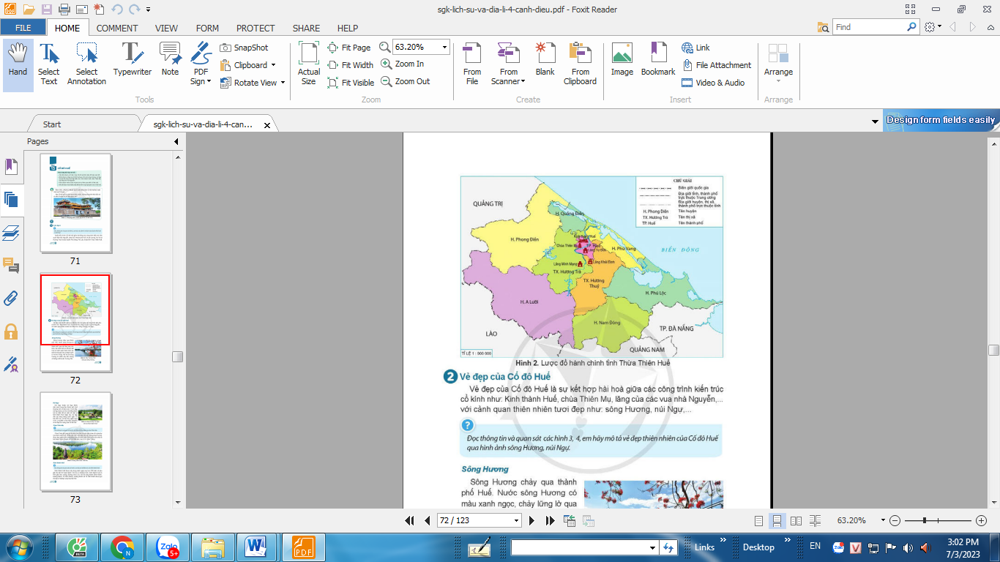 sgk-lich-su-va-dia-li-4-canh-dieu.pdf - Foxit Reader
FILE HOME COMMENT VIEW FORM PROTECT SHARE HELP
Find
Hand
Select Text
Select Annotation
Typewriter
Note
PDF Sign
SnapShot
Clipboard
Rotate View
Tools
Actual Size
Fit Page
Fit Width
Fit Visible
63.20%
Zoom In
Zoom Out
Zoom
From File
From Scanner
Blank
From Clipboard
Create
Image
Bookmark
Link
File Attachment
Video & Audio
Insert
Arrange
Arrange
Start
sgk-lich-su-va-dia-li-4-can...
Design form fields easily
Pages
71
72
73
CHÚ GIẢI
Biên giới quốc gia
Địa giới tỉnh, thành phố
trực thuộc Trung ương
Địa giới huyện, thị xã,
thành phố trực thuộc tỉnh
H. Phong Điền Tên huyện
TX. Hương Trà Tên thị xã
TP. Huế Tên thành phố
QUẢNG TRỊ
H. Quảng Điền
H. Phong Điền
Chùa Thiên Mụ
TP. Huế
H. Phú Vang
BIỂN ĐÔNG
Lăng Minh Mạng
Lăng Khải Định
TX. Hương Trà
TX. Hương
Thuỷ
H. Phú Lộc
H. A Lưới
H. Nam Đông
TP. ĐÀ NẴNG
LÀO
QUẢNG NAM
TỈ LỆ 1 : 900 000
Hình 2. Lược đồ hành chính tỉnh Thừa Thiên Huế
2 Vẻ đẹp của Cố đô Huế
Vẻ đẹp của Cố đô Huế là sự kết hợp hài hoà giữa các công trình kiến trúc
cổ kính như: Kinh thành Huế, chùa Thiên Mụ, lăng của các vua nhà Nguyễn,...
với cảnh quan thiên nhiên tươi đẹp như: sông Hương, núi Ngự,...
?
Đọc thông tin và quan sát các hình 3, 4, em hãy mô tả vẻ đẹp thiên nhiên của Cố đô Huế
qua hình ảnh sông Hương, núi Ngự.
Sông Hương
Sông Hương chảy qua thành
phố Huế. Nước sông Hương có
màu xanh ngọc, chảy lững lờ qua
72 / 123
63.20%
BETA
N
Zalo
5+
W
PDF
Links
Desktop
EN
Zalo
V
3:02 PM
7/3/2023